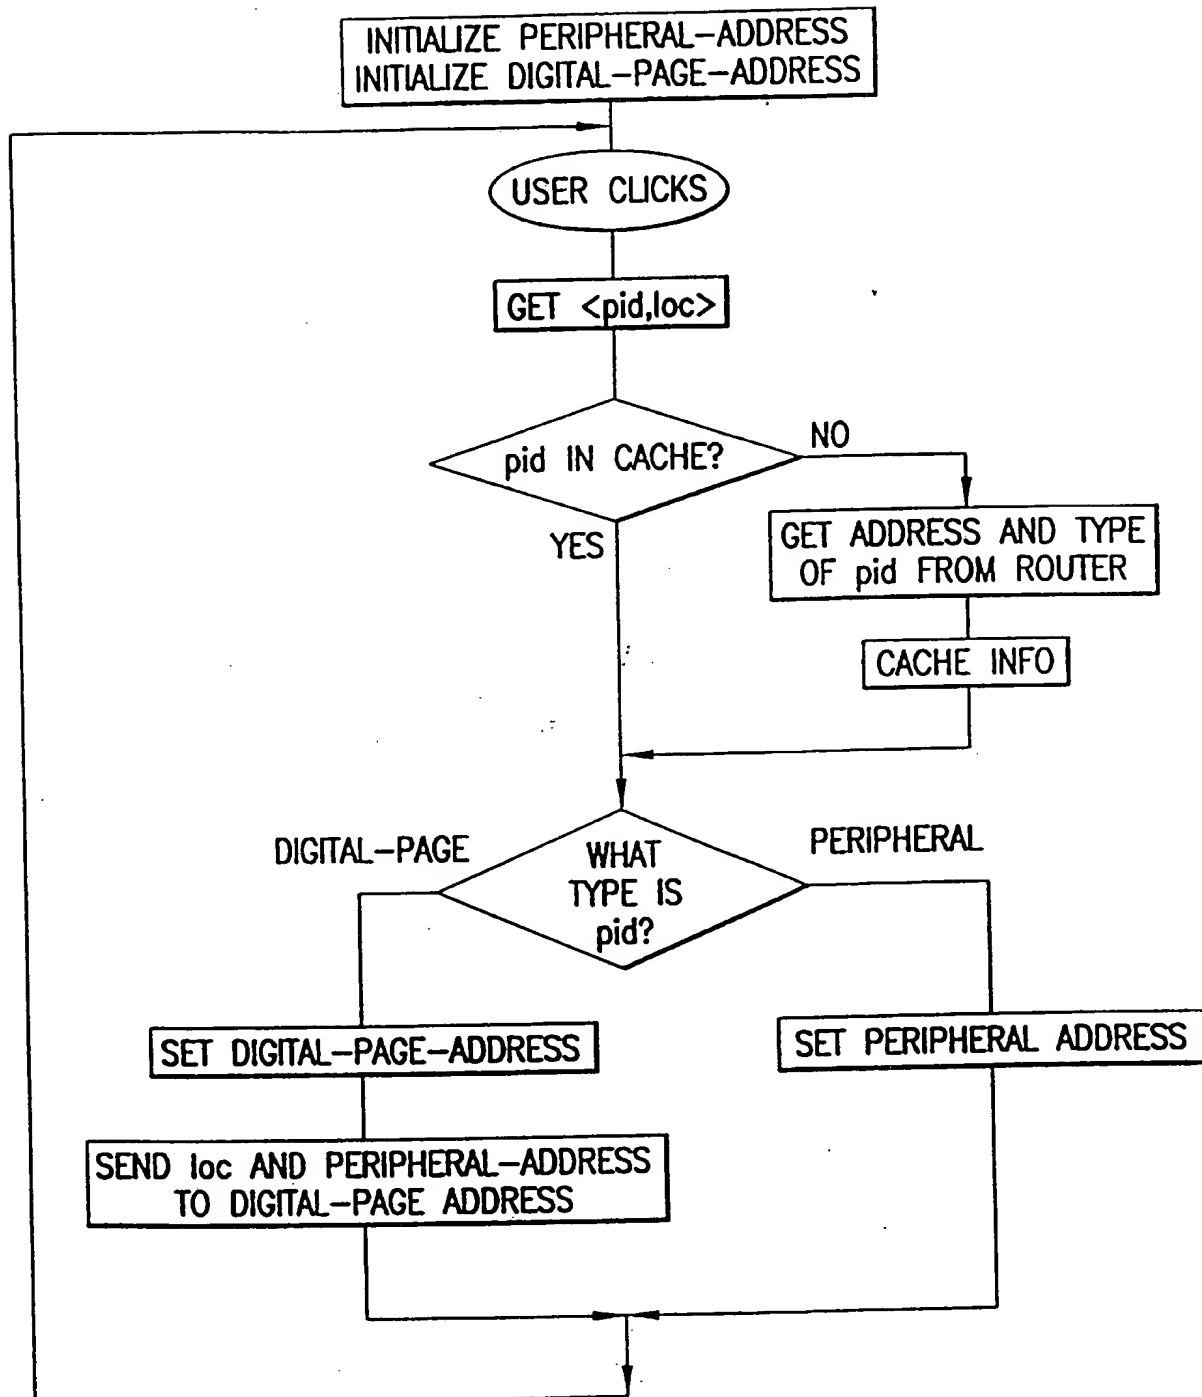 INITIALIZE PERIPHERAL-ADDRESS
INITIALIZE DIGITAL-PAGE-ADDRESS
USER CLICKS
GET <pid,loc>
pid IN CACHE?
NO
YES
GET ADDRESS AND TYPE
OF pid FROM ROUTER
CACHE INFO
DIGITAL-PAGE
WHAT
TYPE IS
pid?
PERIPHERAL
SET DIGITAL-PAGE-ADDRESS
SET PERIPHERAL ADDRESS
SEND loc AND PERIPHERAL-ADDRESS
TO DIGITAL-PAGE ADDRESS